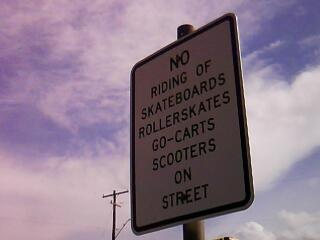 NO
RIDING OF
SKATEBOARDS
ROLLERSKATES
GO-CARTS
SCOOTERS
ON
STREET